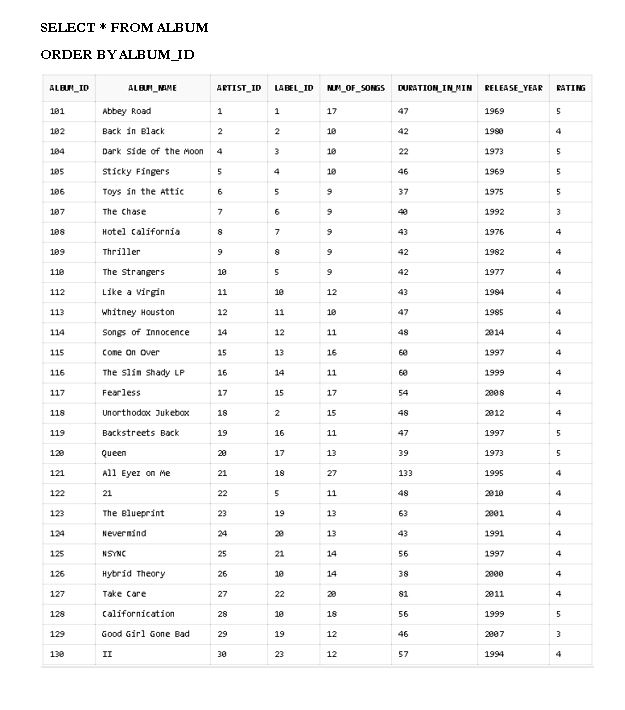 SELECT * FROM ALBUM
ORDER BY ALBUM_ID
ALBUM_ID ALBUM_NAME ARTIST_ID LABEL_ID NUM_OF_SONGS DURATION_IN_MIN RELEASE_YEAR RATING
101 Abbey Road 1 1 17 47 1969 5
102 Back in Black 2 2 10 42 1980 4
104 Dark Side of the Moon 4 3 10 22 1973 5
105 Sticky Fingers 5 4 10 46 1969 5
106 Toys in the Attic 6 5 9 37 1975 5
107 The Chase 7 6 9 40 1992 3
108 Hotel California 8 7 9 43 1976 4
109 Thriller 9 8 9 42 1982 4
110 The Strangers 10 5 9 42 1977 4
112 Like a Virgin 11 10 12 43 1984 4
113 Whitney Houston 12 11 10 47 1985 4
114 Songs of Innocence 14 12 11 48 2014 4
115 Come On Over 15 13 16 60 1997 4
116 The Slim Shady LP 16 14 11 60 1999 4
117 Fearless 17 15 17 54 2008 4
118 Unorthodox Jukebox 18 2 15 48 2012 4
119 Backstreets Back 19 16 11 47 1997 5
120 Queen 20 17 13 39 1973 5
121 All Eyez on Me 21 18 27 133 1995 4
122 21 22 5 11 48 2010 4
123 The Blueprint 23 19 13 63 2001 4
124 Nevermind 24 20 13 43 1991 4
125 NSYNC 25 21 14 56 1997 4
126 Hybrid Theory 26 10 14 38 2000 4
127 Take Care 27 22 20 81 2011 4
128 Californication 28 10 18 56 1999 5
129 Good Girl Gone Bad 29 19 12 46 2007 3
130 II 30 23 12 57 1994 4